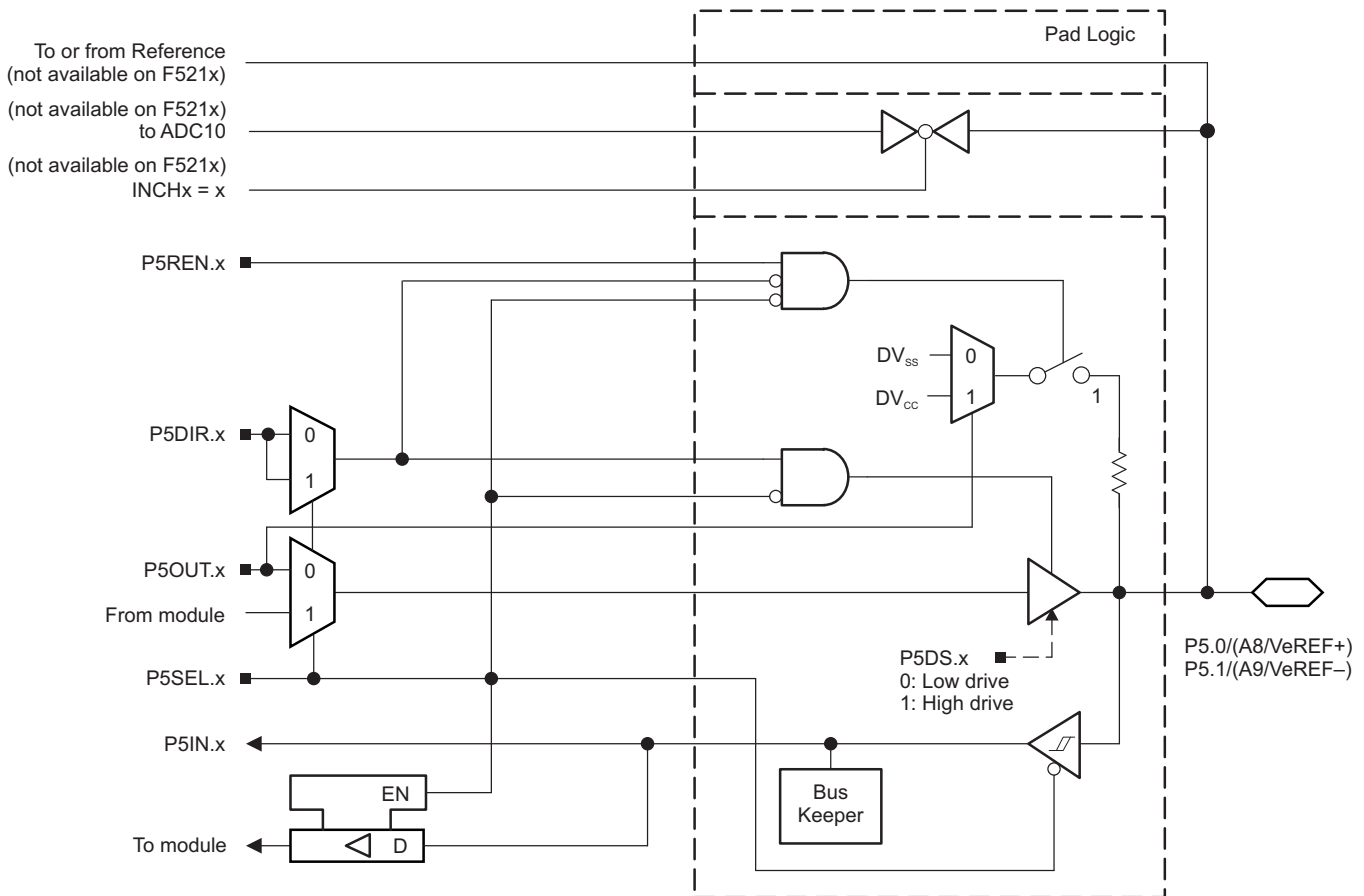 Pad Logic
To or from Reference
(not available on F521x)
(not available on F521x)
to ADC10
(not available on F521x)
INCHx = x
P5REN.x
DVSS
0
DVCC
1
1
P5DIR.x
0
1
P5OUT.x
0
From module
1
P5SEL.x
P5DS.x
0: Low drive
1: High drive
P5.0/(A8/VeREF+)
P5.1/(A9/VeREF–)
P5IN.x
EN
Bus
Keeper
To module
D